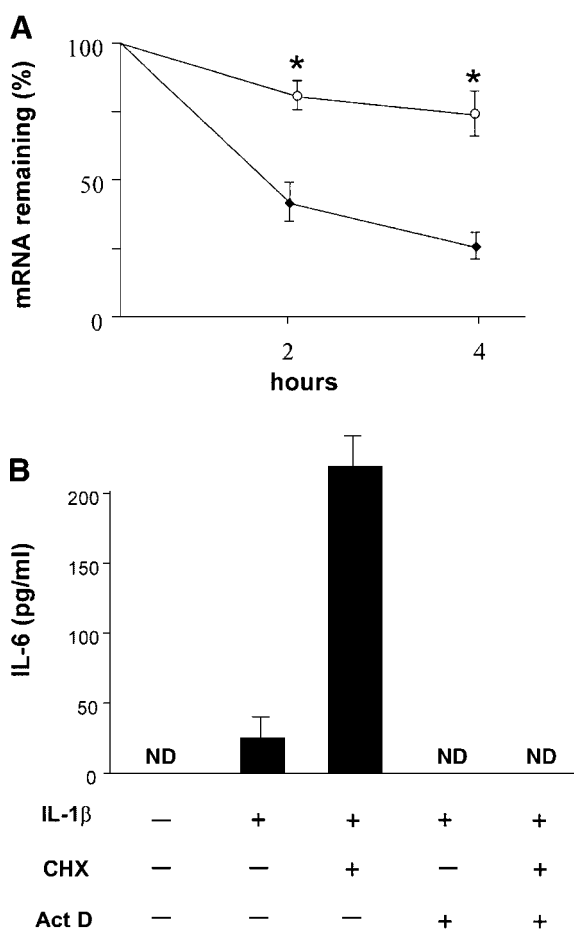 A
mRNA remaining (%)
100
50
0
*
*
2
4
hours
B
IL-6 (pg/ml)
200
150
100
50
0
ND
ND
ND
IL-1β — + + + +
CHX — — + — +
Act D — — — + +